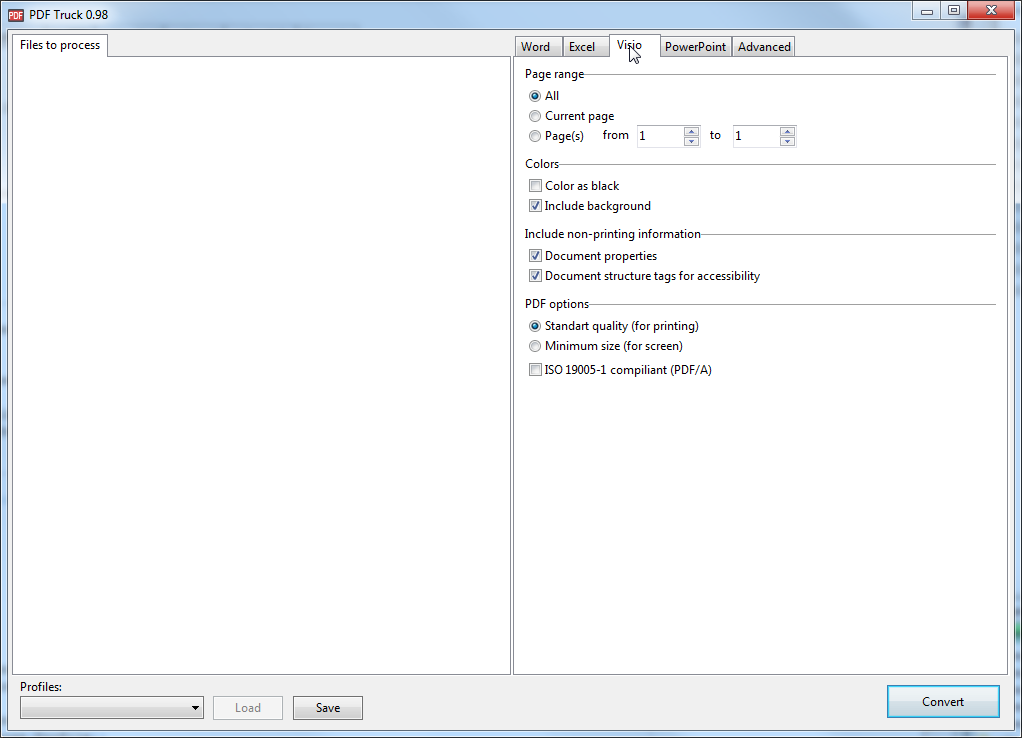 PDF PDF Truck 0.98
Files to process
Word Excel Visio PowerPoint Advanced
Page range
All
Current page
Page(s) from 1 to 1
Colors
Color as black
Include background
Include non-printing information
Document properties
Document structure tags for accessibility
PDF options
Standart quality (for printing)
Minimum size (for screen)
ISO 19005-1 compiliant (PDF/A)
Profiles:
Load Save Convert